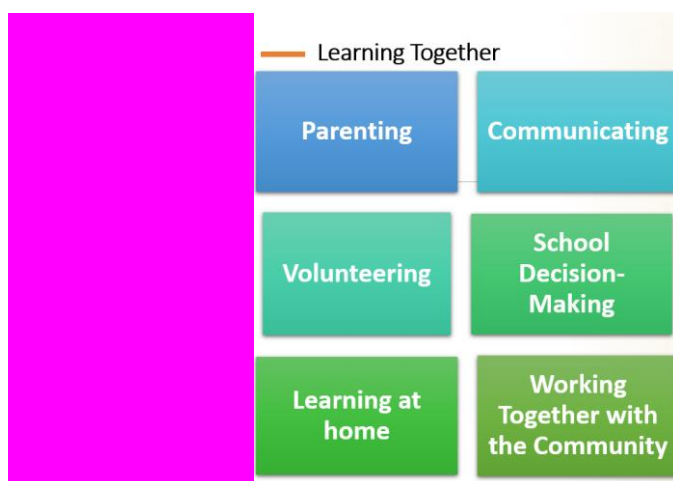 Learning Together
Parenting
Communicating
Volunteering
School
Decision-
Making
Learning at
home
Working
Together with
the Community